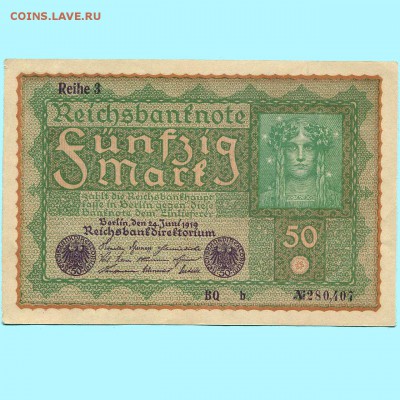 COINS.LAVE.RU
Reihe 3
Reichsbanknote
Fünfzig
Mark
zahlt die Reichsbankhaupt
kasse in Berlin gegen diese
Banknote dem Einlieferer
Berlin, den 24. Juni 1919
Reichsbankdirektorium
50
BQ b.
№280,407